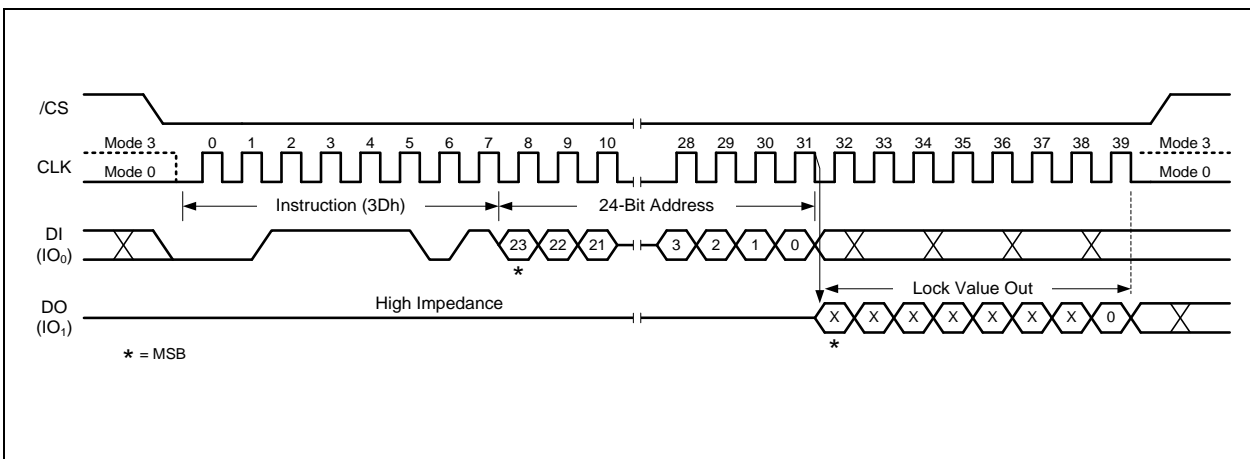 /CS
Mode 3 0 1 2 3 4 5 6 7 8 9 10 28 29 30 31 32 33 34 35 36 37 38 39 Mode 3
CLK
Mode 0 Mode 0
Instruction (3Dh) 24-Bit Address
DI
(IO₀)
23 22 21 3 2 1 0
*
Lock Value Out
DO
(IO₁)
High Impedance
X X X X X X X 0
*
* = MSB